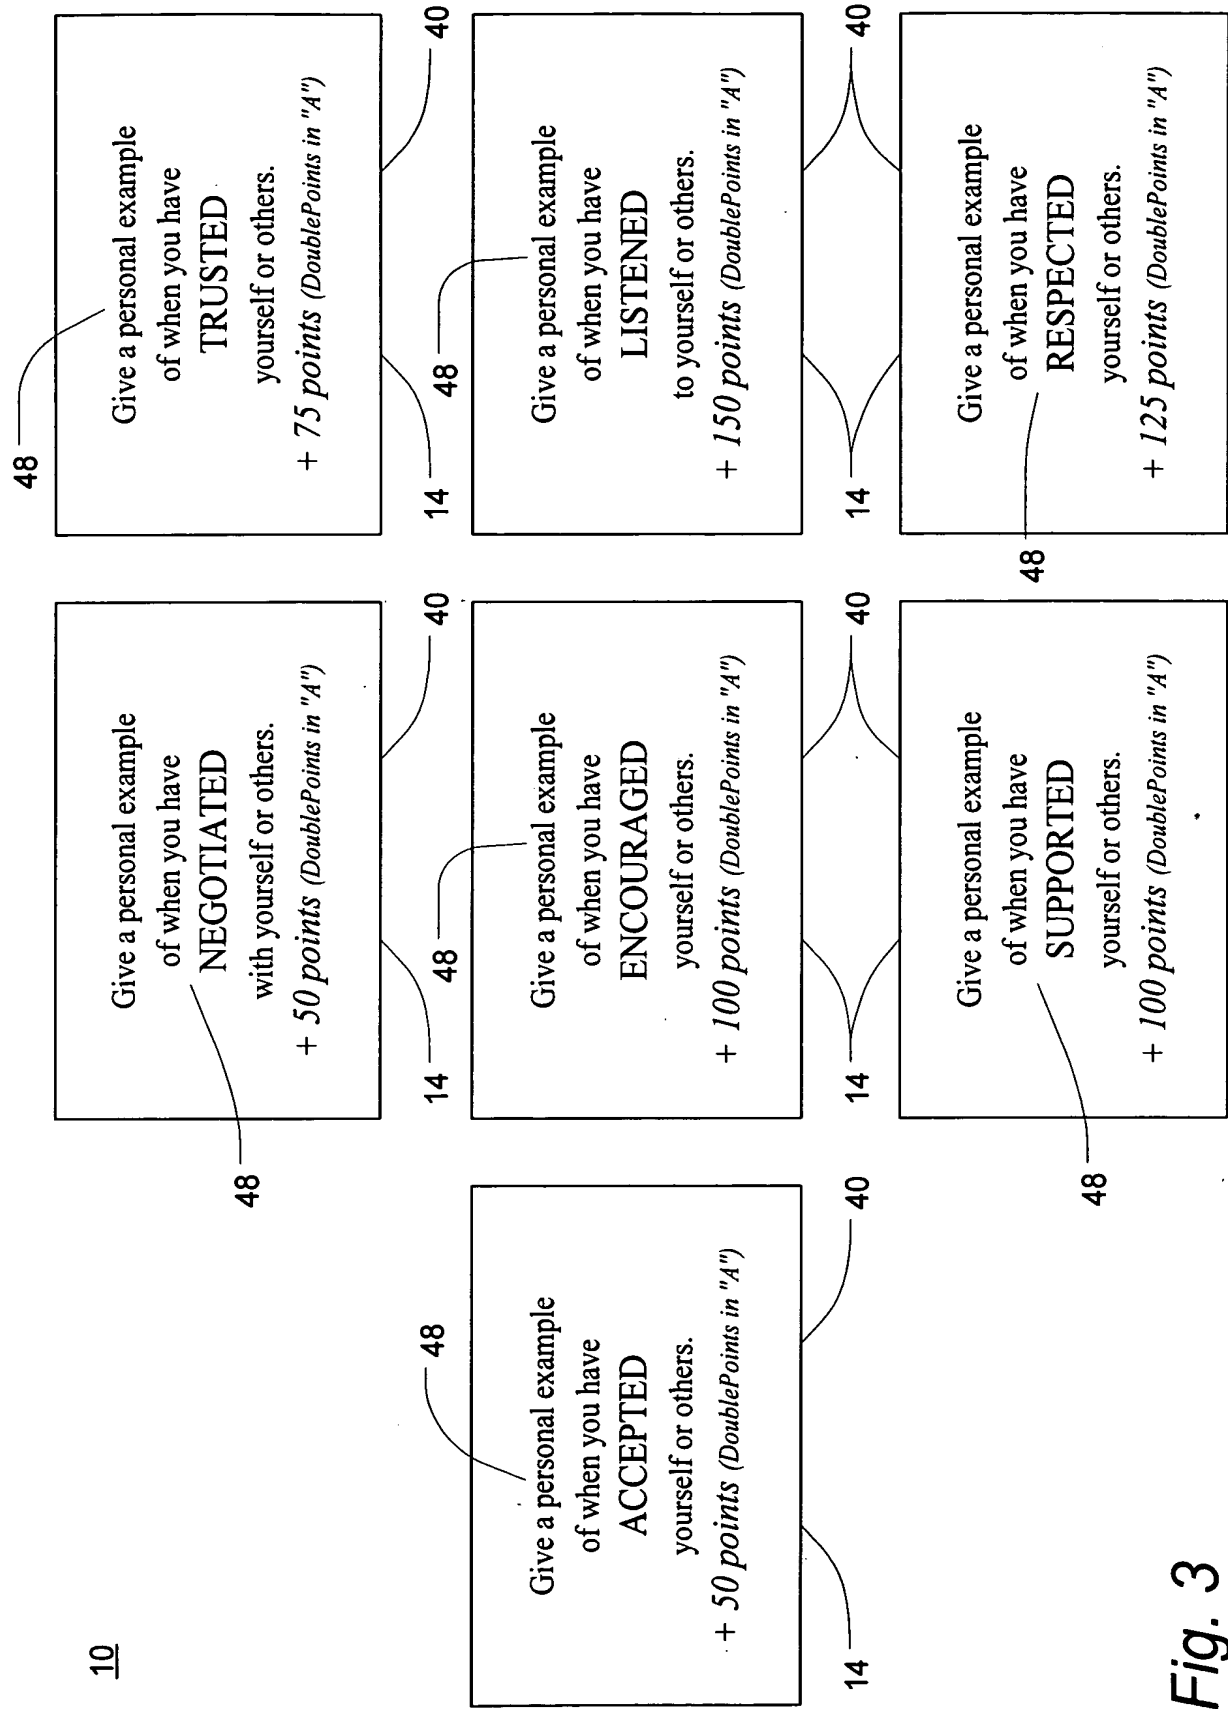 10
48
Give a personal example
of when you have
NEGOTIATED
with yourself or others.
+ 50 points (DoublePoints in "A")
14
40
48
Give a personal example
of when you have
TRUSTED
yourself or others.
+ 75 points (DoublePoints in "A")
14
40
48
Give a personal example
of when you have
ACCEPTED
yourself or others.
+ 50 points (DoublePoints in "A")
14
40
48
Give a personal example
of when you have
ENCOURAGED
yourself or others.
+ 100 points (DoublePoints in "A")
14
40
48
Give a personal example
of when you have
LISTENED
to yourself or others.
+ 150 points (DoublePoints in "A")
14
40
Give a personal example
of when you have
SUPPORTED
yourself or others.
+ 100 points (DoublePoints in "A")
48
Give a personal example
of when you have
RESPECTED
yourself or others.
+ 125 points (DoublePoints in "A")
48
Fig. 3